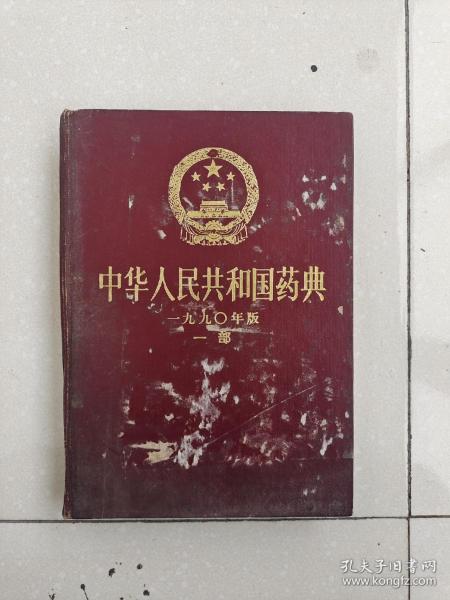 中华人民共和国药典
一九九〇年版
一部
孔夫子旧书网
www.kongfz.com